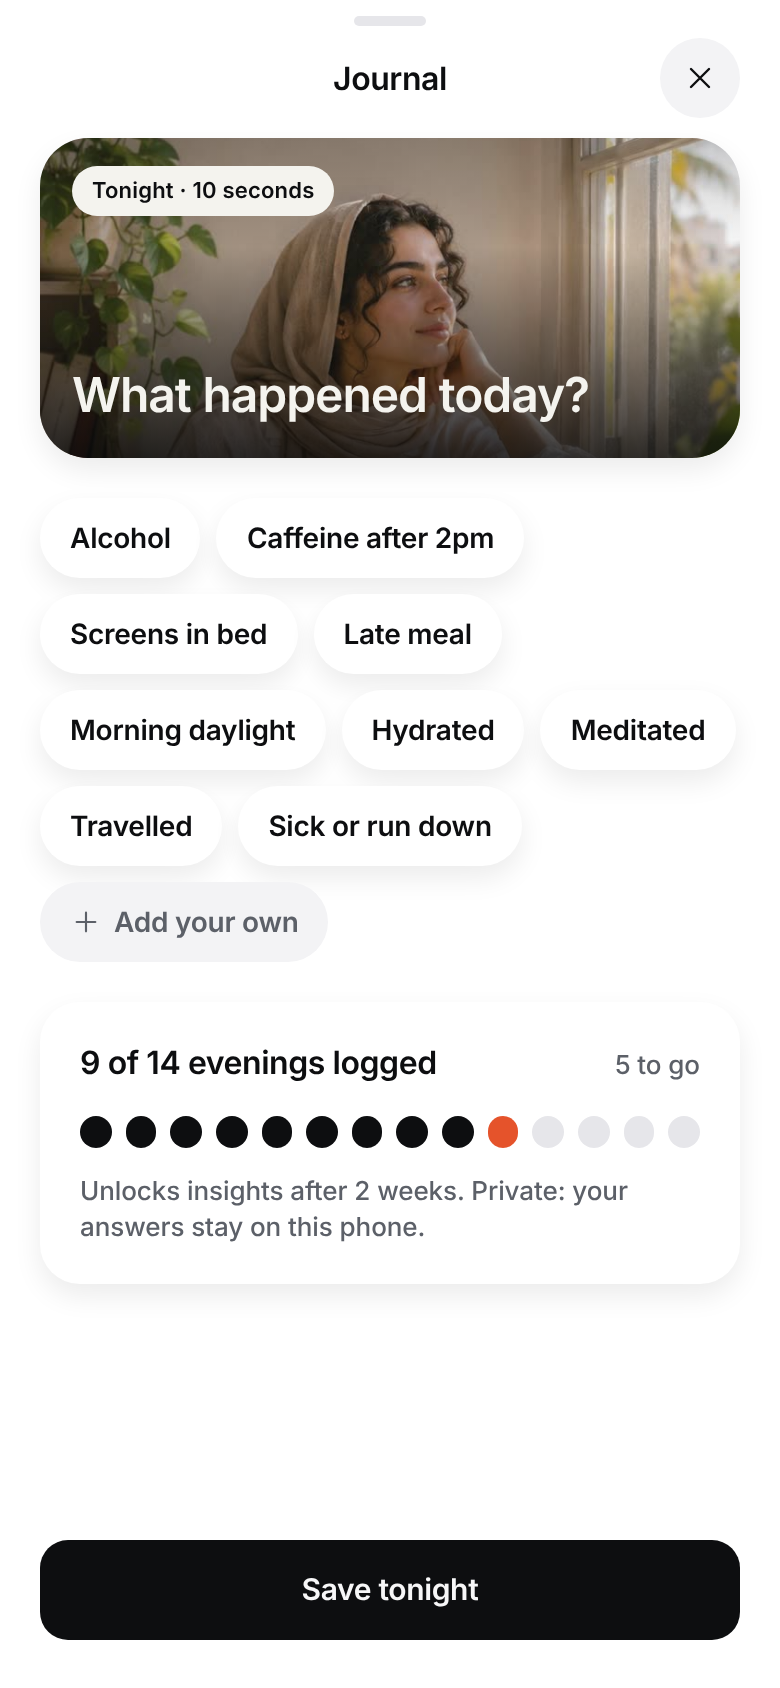 Journal
Tonight · 10 seconds
What happened today?
Alcohol
Caffeine after 2pm
Screens in bed
Late meal
Morning daylight
Hydrated
Meditated
Travelled
Sick or run down
+ Add your own
9 of 14 evenings logged
5 to go
Unlocks insights after 2 weeks. Private: your
answers stay on this phone.
Save tonight